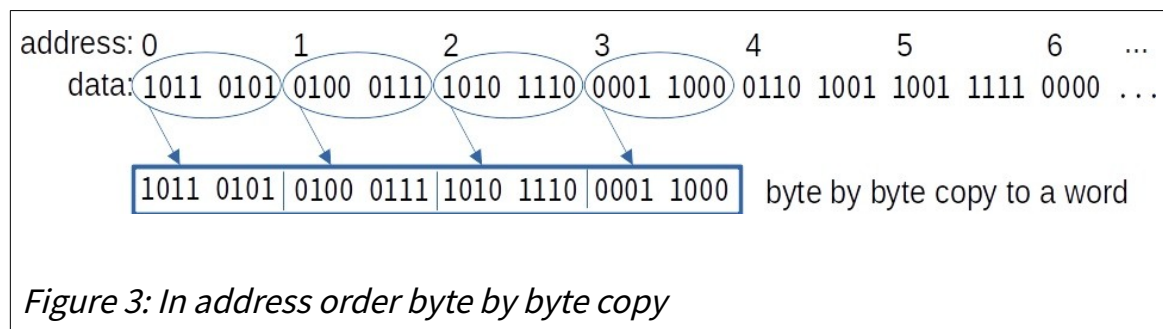 address: 0 1 2 3 4 5 6 ...
data: 1011 0101 0100 0111 1010 1110 0001 1000 0110 1001 1001 1111 0000 ...
1011 0101 0100 0111 1010 1110 0001 1000 byte by byte copy to a word
Figure 3: In address order byte by byte copy